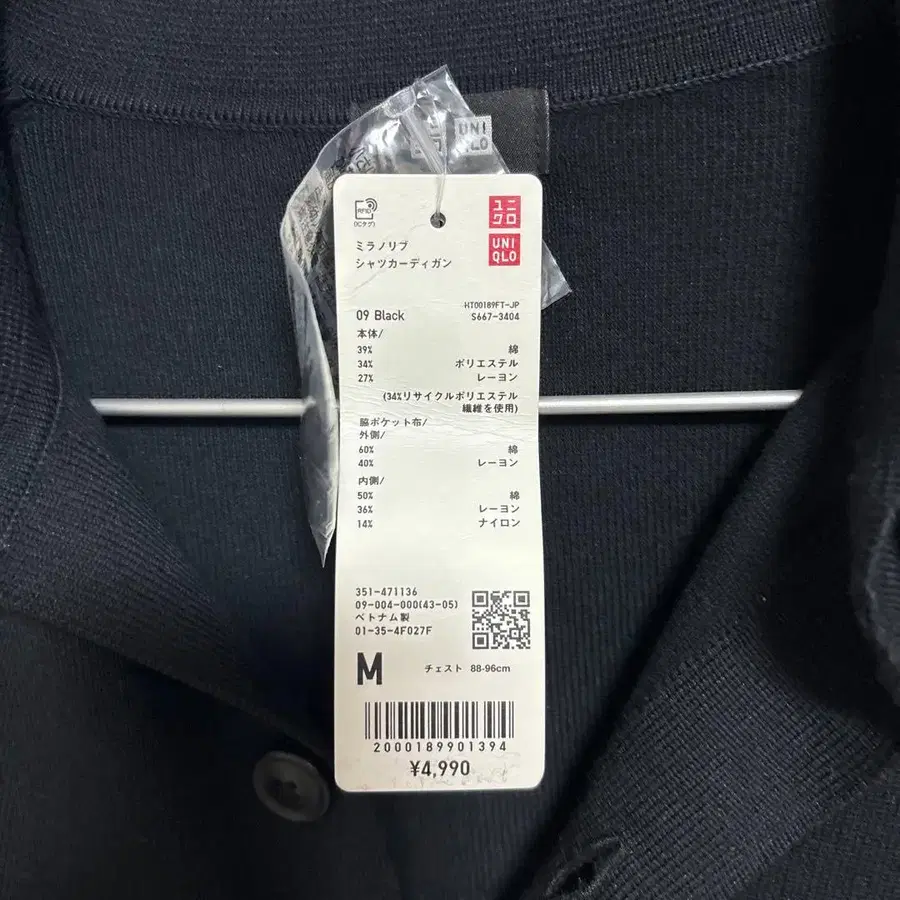 UNI
QLO
RFID
(ICタグ)
ユニ
クロ
UNI
QLO
ミラノリブ
シャツカーディガン
HT00189FT-JP
09 Black
S667-3404
本体/
39% 綿
34% ポリエステル
27% レーヨン
(34%リサイクルポリエステル
繊維を使用)
脇ポケット布/
外側/
60% 綿
40% レーヨン
内側/
50% 綿
36% レーヨン
14% ナイロン
351-471136
09-004-000(43-05)
ベトナム製
01-35-4F027F
M チェスト 88-96cm
2000189901394
¥4,990